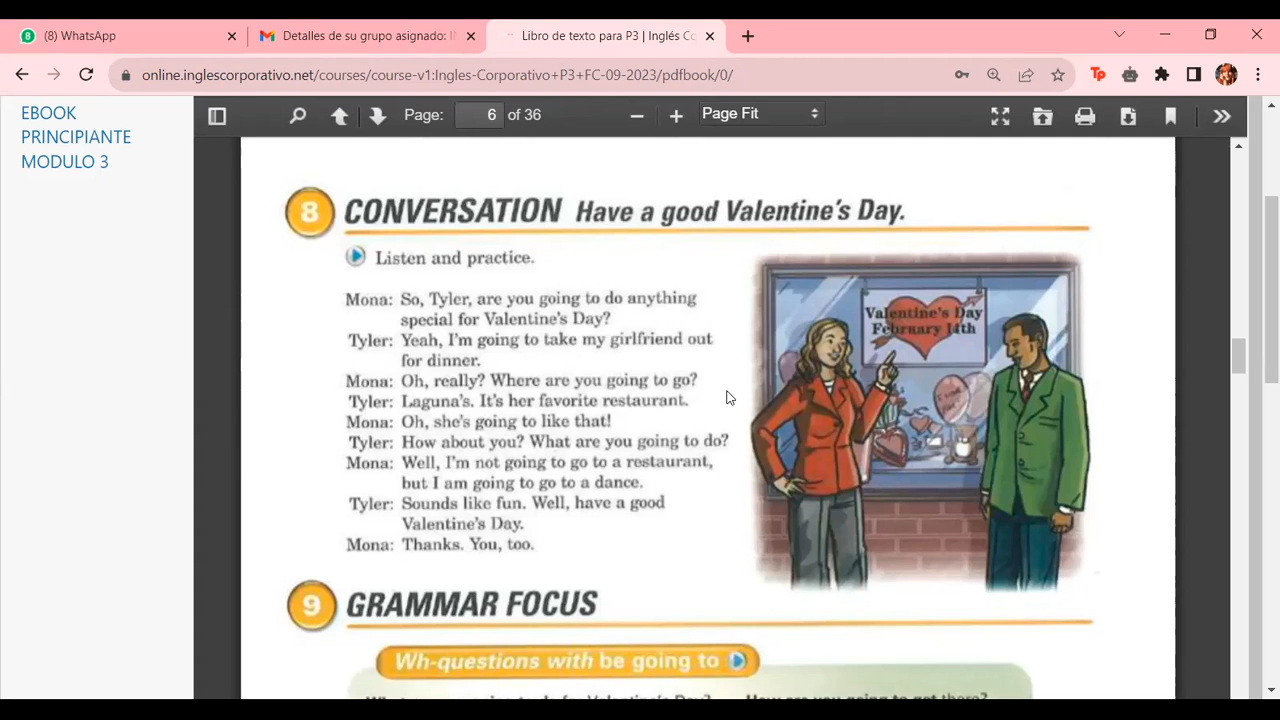 8
(8) WhatsApp
Detalles de su grupo asignado: I
Libro de texto para P3 | Inglés Co
online.inglescorporativo.net/courses/course-v1:Ingles-Corporativo+P3+FC-09-2023/pdfbook/0/
Tp
EBOOK
PRINCIPIANTE
MODULO 3
Page: 6 of 36
Page Fit
8 CONVERSATION Have a good Valentine's Day.
Listen and practice.
Mona: So, Tyler, are you going to do anything
special for Valentine's Day?
Tyler: Yeah, I'm going to take my girlfriend out
for dinner.
Mona: Oh, really? Where are you going to go?
Tyler: Laguna's. It's her favorite restaurant.
Mona: Oh, she's going to like that!
Tyler: How about you? What are you going to do?
Mona: Well, I'm not going to go to a restaurant,
but I am going to go to a dance.
Tyler: Sounds like fun. Well, have a good
Valentine's Day.
Mona: Thanks. You, too.
Valentine's Day
February 14th
9 GRAMMAR FOCUS
Wh-questions with be going to